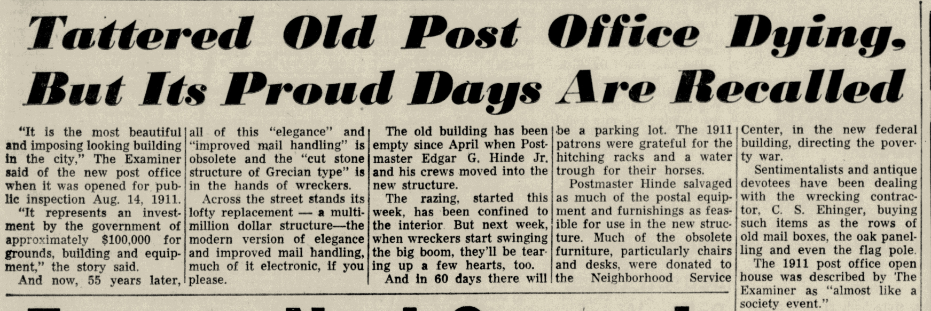 Tattered Old Post Office Dying,
But Its Proud Days Are Recalled
"It is the most beautiful
and imposing looking building
in the city," The Examiner
said of the new post office
when it was opened for pub-
lic inspection Aug. 14, 1911.
"It represents an invest-
ment by the government of
approximately $100,000 for
grounds, building and equip-
ment," the story said.
And now, 55 years later,
all of this "elegance" and
"improved mail handling" is
obsolete and the "cut stone
structure of Grecian type" is
in the hands of wreckers.
Across the street stands its
lofty replacement — a multi-
million dollar structure—the
modern version of elegance
and improved mail handling,
much of it electronic, if you
please.
The old building has been
empty since April when Post-
master Edgar G. Hinde Jr.
and his crews moved into the
new structure.
The razing, started this
week, has been confined to
the interior. But next week,
when wreckers start swinging
the big boom, they'll be tear-
ing up a few hearts, too.
And in 60 days there will
be a parking lot. The 1911
patrons were grateful for the
hitching racks and a water
trough for their horses.
Postmaster Hinde salvaged
as much of the postal equip-
ment and furnishings as feas-
ible for use in the new struc-
ture. Much of the obsolete
furniture, particularly chairs
and desks, were donated to
the Neighborhood Service
Center, in the new federal
building, directing the pover-
ty war.
Sentimentalists and antique
devotees have been dealing
with the wrecking contrac-
tor, C. S. Ehinger, buying
such items as the rows of
old mail boxes, the oak panel-
ling and even the flag pole.
The 1911 post office open
house was described by The
Examiner as "almost like a
society event."